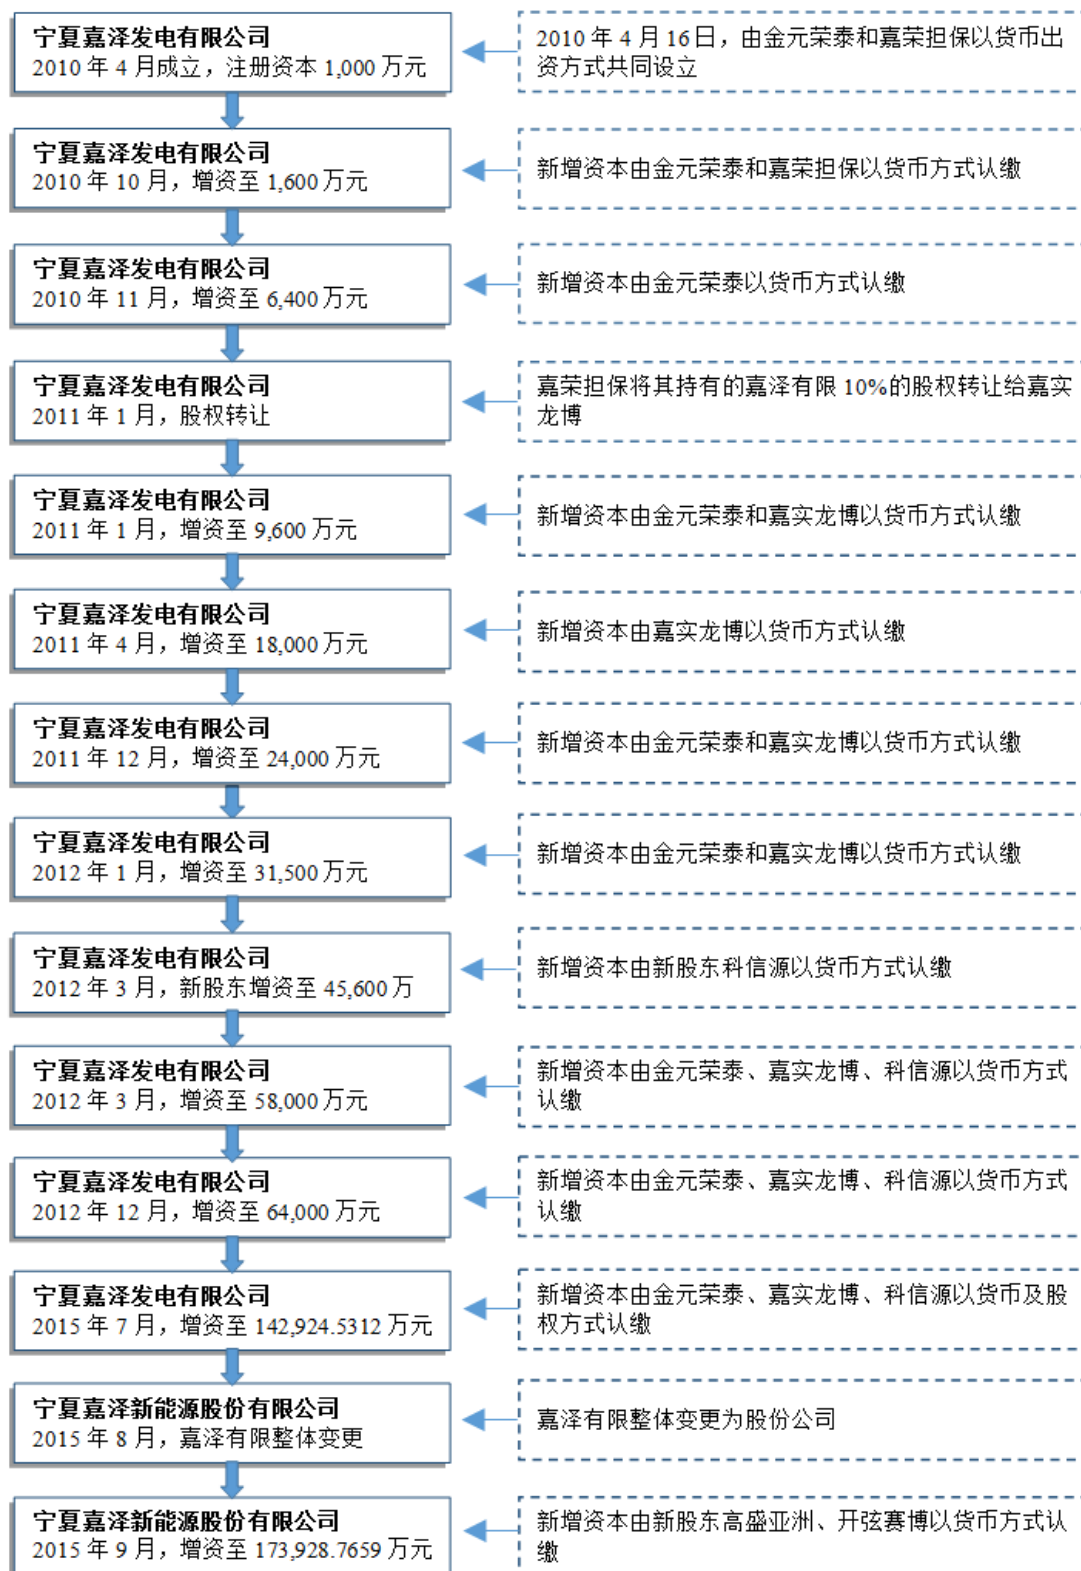 宁夏嘉泽发电有限公司
2010 年 4 月成立，注册资本 1,000 万元
2010 年 4 月 16 日，由金元荣泰和嘉荣担保以货币出
资方式共同设立
宁夏嘉泽发电有限公司
2010 年 10 月，增资至 1,600 万元
新增资本由金元荣泰和嘉荣担保以货币方式认缴
宁夏嘉泽发电有限公司
2010 年 11 月，增资至 6,400 万元
新增资本由金元荣泰以货币方式认缴
宁夏嘉泽发电有限公司
2011 年 1 月，股权转让
嘉荣担保将其持有的嘉泽有限 10%的股权转让给嘉实
龙博
宁夏嘉泽发电有限公司
2011 年 1 月，增资至 9,600 万元
新增资本由金元荣泰和嘉实龙博以货币方式认缴
宁夏嘉泽发电有限公司
2011 年 4 月，增资至 18,000 万元
新增资本由嘉实龙博以货币方式认缴
宁夏嘉泽发电有限公司
2011 年 12 月，增资至 24,000 万元
新增资本由金元荣泰和嘉实龙博以货币方式认缴
宁夏嘉泽发电有限公司
2012 年 1 月，增资至 31,500 万元
新增资本由金元荣泰和嘉实龙博以货币方式认缴
宁夏嘉泽发电有限公司
2012 年 3 月，新股东增资至 45,600 万
新增资本由新股东科信源以货币方式认缴
宁夏嘉泽发电有限公司
2012 年 3 月，增资至 58,000 万元
新增资本由金元荣泰、嘉实龙博、科信源以货币方式
认缴
宁夏嘉泽发电有限公司
2012 年 12 月，增资至 64,000 万元
新增资本由金元荣泰、嘉实龙博、科信源以货币方式
认缴
宁夏嘉泽发电有限公司
2015 年 7 月，增资至 142,924.5312 万元
新增资本由金元荣泰、嘉实龙博、科信源以货币及股
权方式认缴
宁夏嘉泽新能源股份有限公司
2015 年 8 月，嘉泽有限整体变更
嘉泽有限整体变更为股份公司
宁夏嘉泽新能源股份有限公司
2015 年 9 月，增资至 173,928.7659 万元
新增资本由新股东高盛亚洲、开弦赛博以货币方式认
缴